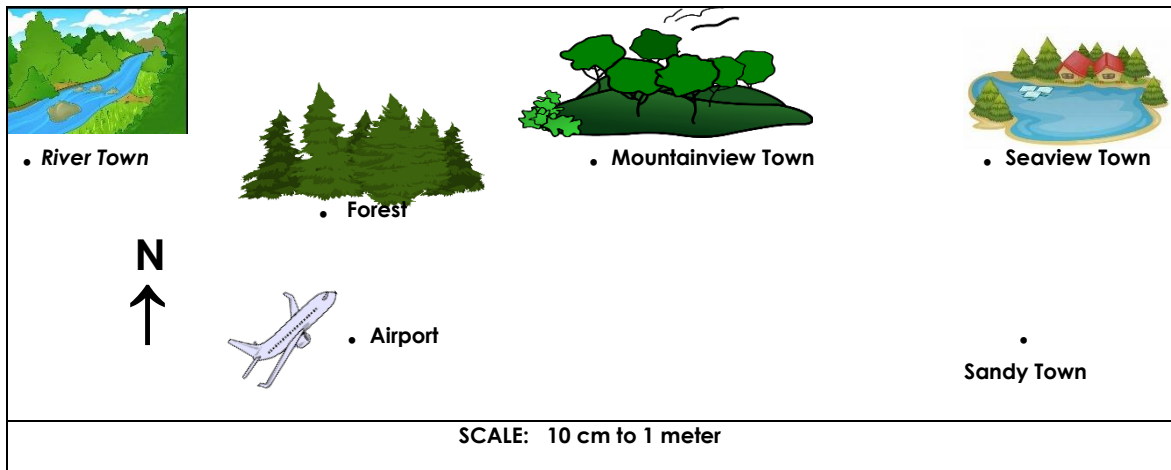 • River Town
• Mountainview Town
• Seaview Town
• Forest
N
• Airport
•
Sandy Town
SCALE: 10 cm to 1 meter